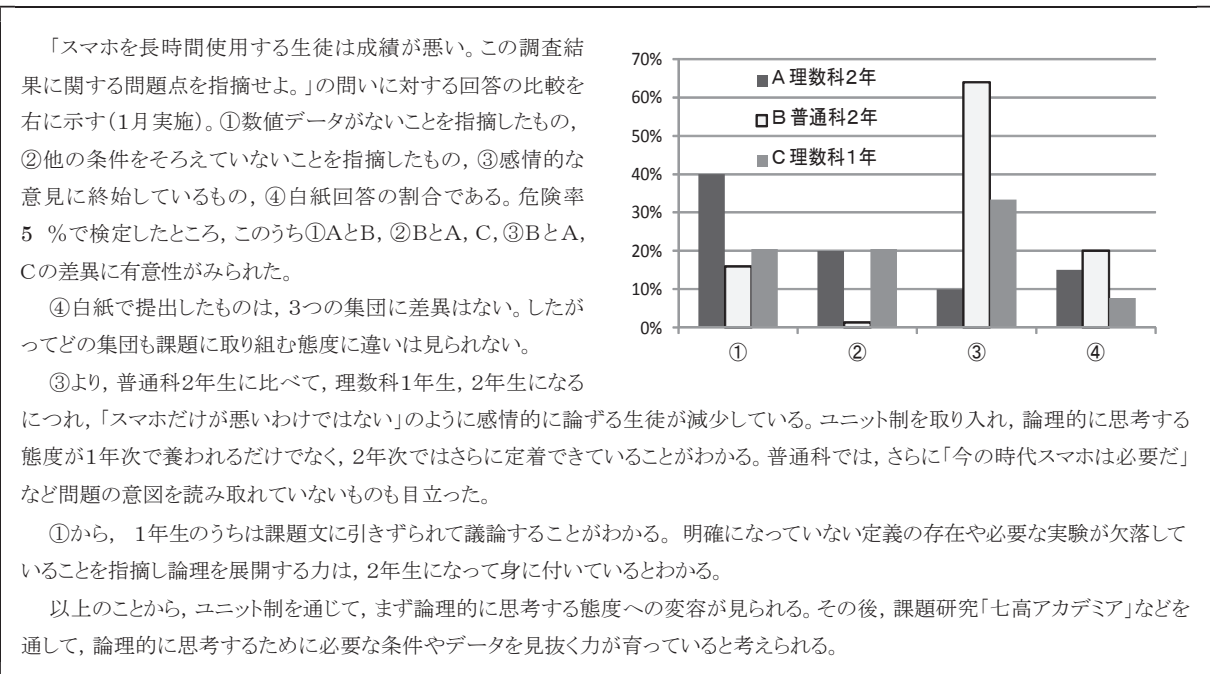 「スマホを長時間使用する生徒は成績が悪い。この調査結
果に関する問題点を指摘せよ。」の問いに対する回答の比較を
右に示す(1月実施)。①数値データがないことを指摘したもの,
②他の条件をそろえていないことを指摘したもの,③感情的な
意見に終始しているもの,④白紙回答の割合である。危険率
5 %で検定したところ,このうち①AとB,②BとA,C,③BとA,
Cの差異に有意性がみられた。
④白紙で提出したものは,3つの集団に差異はない。したが
ってどの集団も課題に取り組む態度に違いは見られない。
③より,普通科2年生に比べて,理数科1年生,2年生になる
につれ,「スマホだけが悪いわけではない」のように感情的に論ずる生徒が減少している。ユニット制を取り入れ,論理的に思考する
態度が1年次で養われるだけでなく,2年次ではさらに定着できていることがわかる。普通科では,さらに「今の時代スマホは必要だ」
など問題の意図を読み取れていないものも目立った。
①から, 1年生のうちは課題文に引きずられて議論することがわかる。 明確になっていない定義の存在や必要な実験が欠落して
いることを指摘し論理を展開する力は,2年生になって身に付いているとわかる。
以上のことから,ユニット制を通じて,まず論理的に思考する態度への変容が見られる。その後,課題研究「七高アカデミア」などを
通して,論理的に思考するために必要な条件やデータを見抜く力が育っていると考えられる。
70%
60%
50%
40%
30%
20%
10%
0%
A 理数科2年
B 普通科2年
C 理数科1年
① ② ③ ④